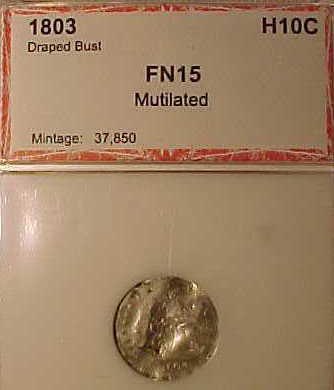 1803 H10C
Draped Bust
FN15
Mutilated
Mintage: 37,850